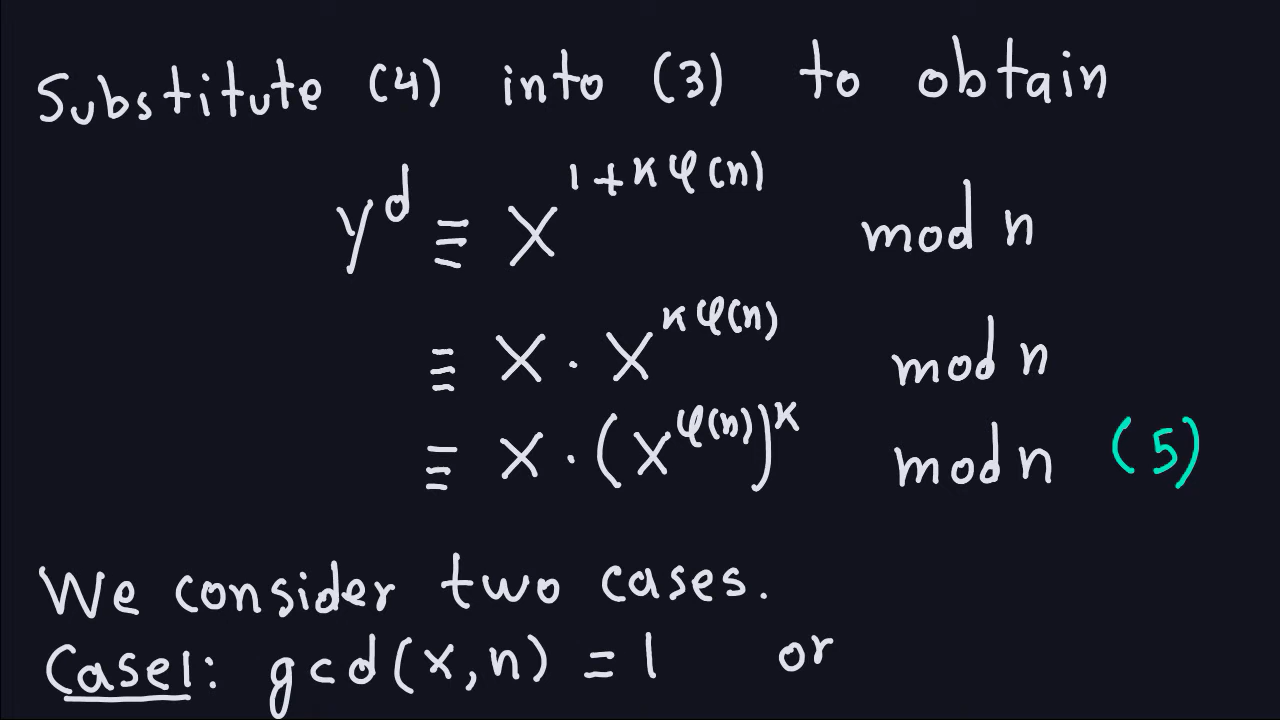 Substitute (4) into (3) to obtain
y^d ≡ x^{1+kφ(n)} mod n
≡ x · x^{kφ(n)} mod n
≡ x · (x^{φ(n)})^k mod n (5)
We consider two cases.
Case1: gcd(x,n) = 1 or